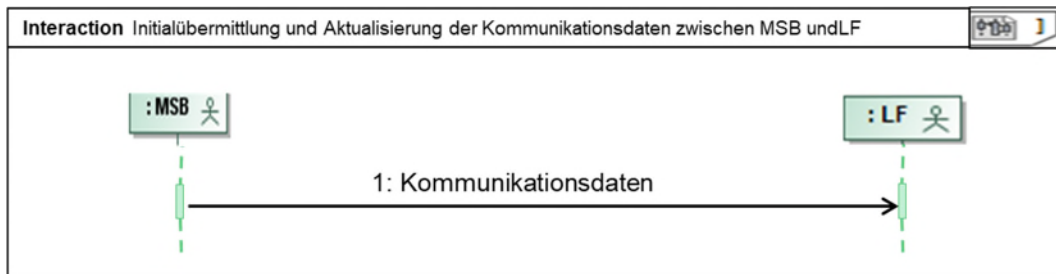 Interaction Initialübermittlung und Aktualisierung der Kommunikationsdaten zwischen MSB undLF
: MSB
: LF
1: Kommunikationsdaten